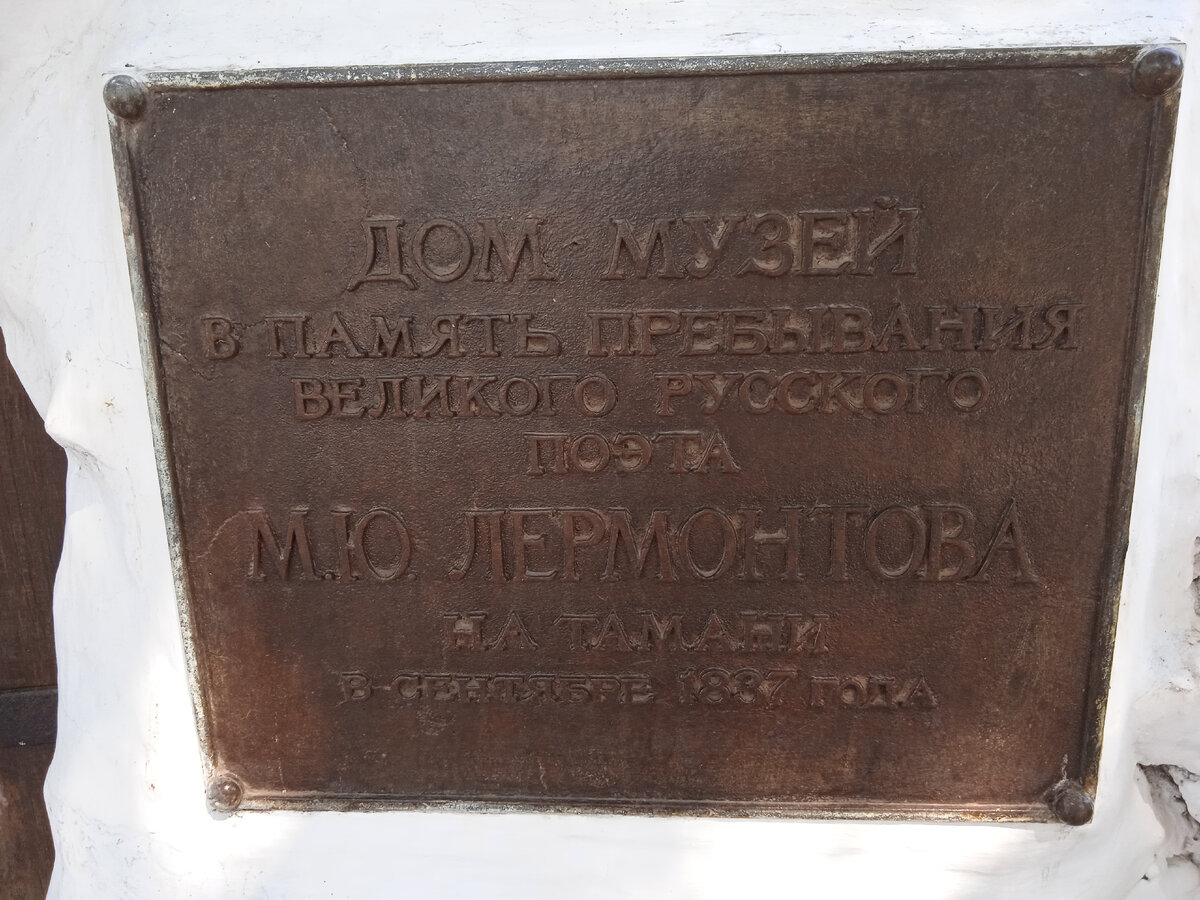 ДОМ-МУЗЕЙ
В ПАМЯТЬ ПРЕБЫВАНИЯ
ВЕЛИКОГО РУССКОГО
ПОЭТА
М.Ю. ЛЕРМОНТОВА
НА ТАМАНИ
В СЕНТЯБРЕ 1837 ГОДА